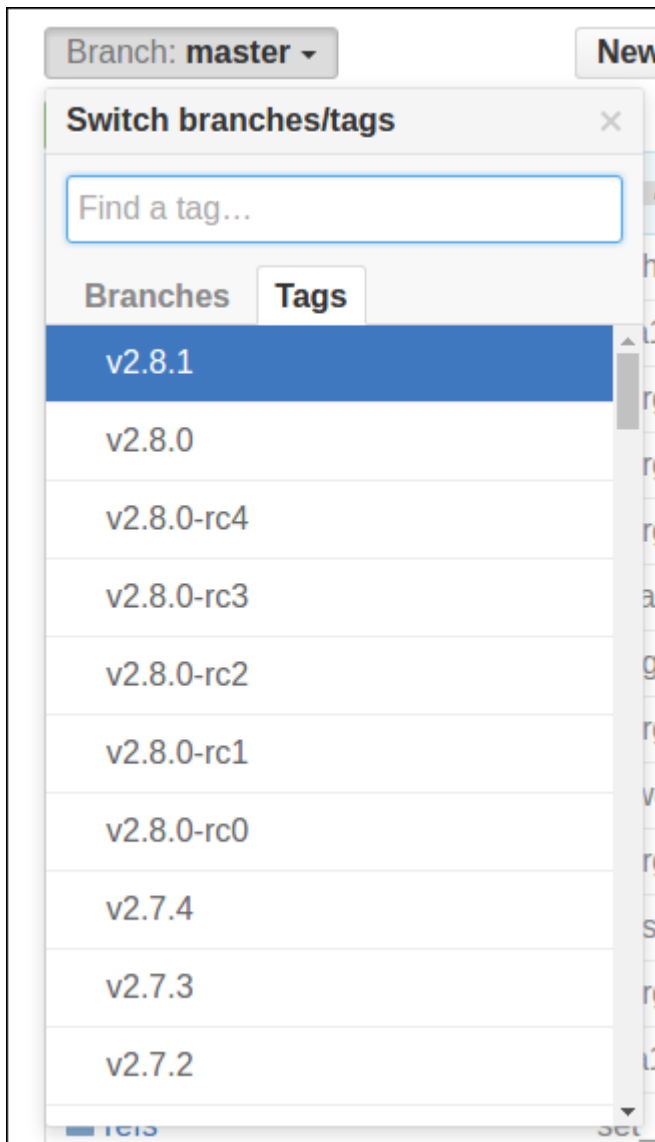 Branch: master
New
Switch branches/tags
Find a tag…
Branches Tags
v2.8.1
v2.8.0
v2.8.0-rc4
v2.8.0-rc3
v2.8.0-rc2
v2.8.0-rc1
v2.8.0-rc0
v2.7.4
v2.7.3
v2.7.2